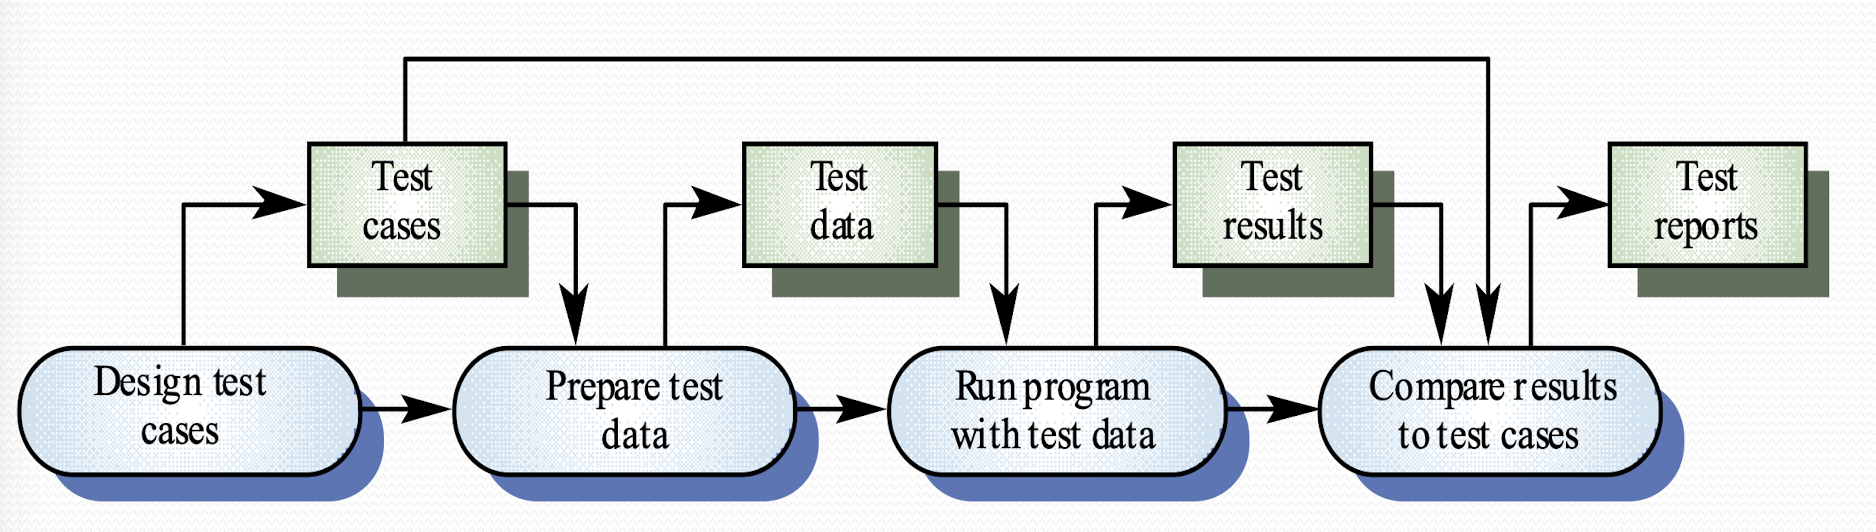 Test
cases
Test
data
Test
results
Test
reports
Design test
cases
Prepare test
data
Run program
with test data
Compare results
to test cases